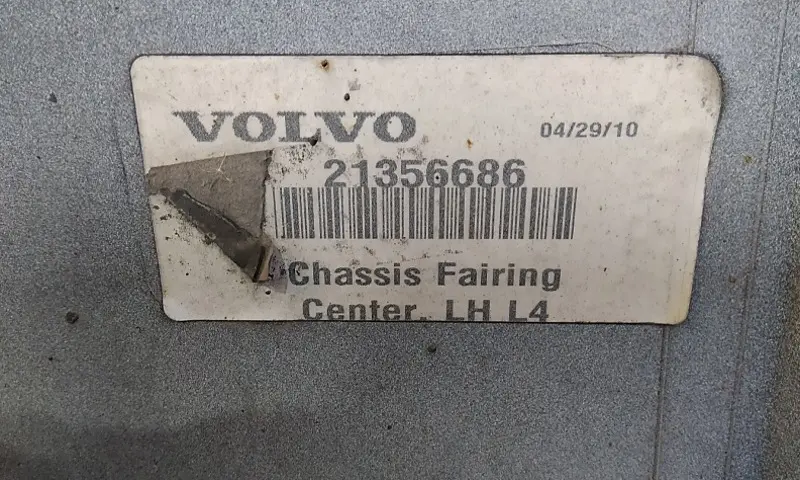 VOLVO 04/29/10
21356686
Chassis Fairing
Center, LH L4